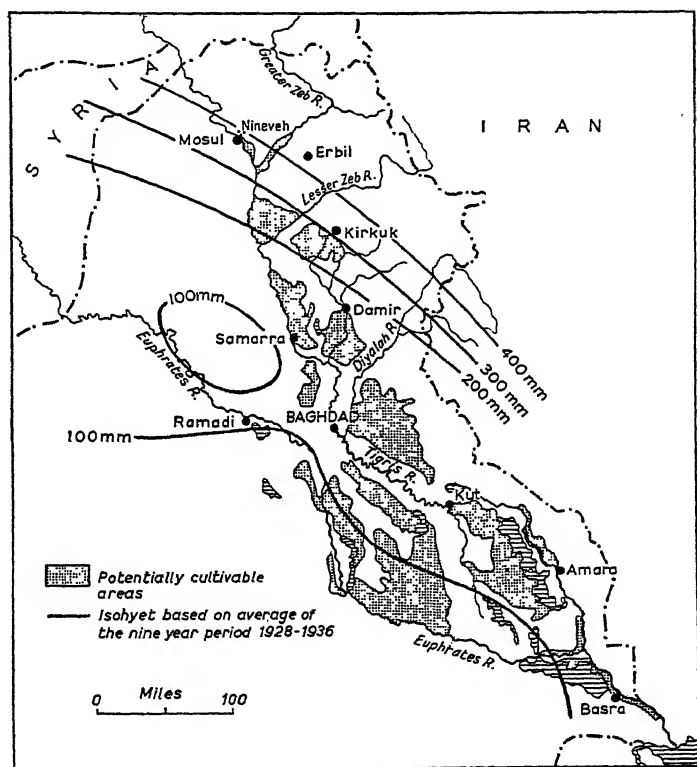 SYRIA
Greater Zeb R.
IRAN
Nineveh
Mosul
Erbil
Lesser Zeb R.
Kirkuk
100mm
Damir
Samarra
Diyalah R.
Euphrates R.
400 mm
300 mm
200 mm
Ramadi
BAGHDAD
100mm
Tigris R.
Kut
Amara
Potentially cultivable
areas
Isohyet based on average of
the nine year period 1928-1936
Euphrates R.
Miles
0 100
Basra